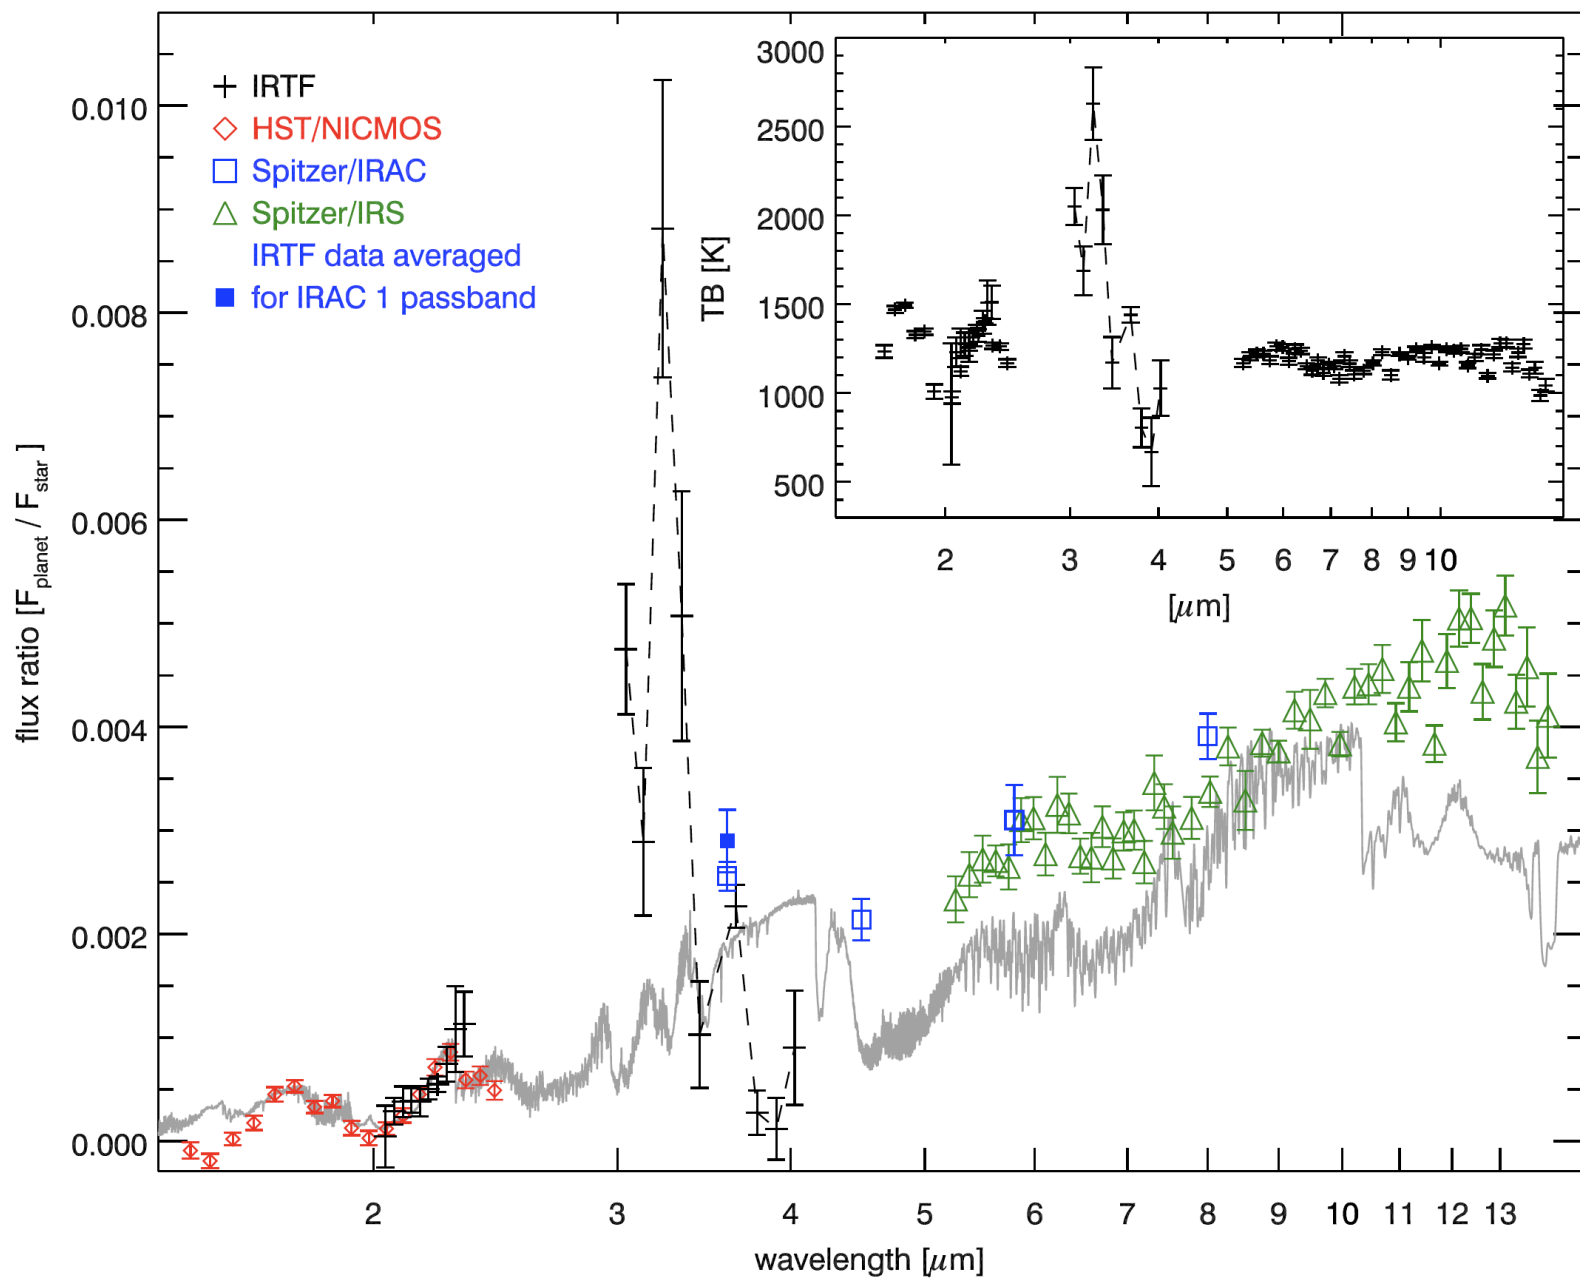 IRTF
HST/NICMOS
Spitzer/IRAC
Spitzer/IRS
IRTF data averaged
for IRAC 1 passband
0.010
0.008
0.006
0.004
0.002
0.000
flux ratio [F_planet / F_star]
2 3 4 5 6 7 8 9 10 11 12 13
wavelength [μm]
3000
2500
2000
1500
1000
500
TB [K]
2 3 4 5 6 7 8 9 10
[μm]